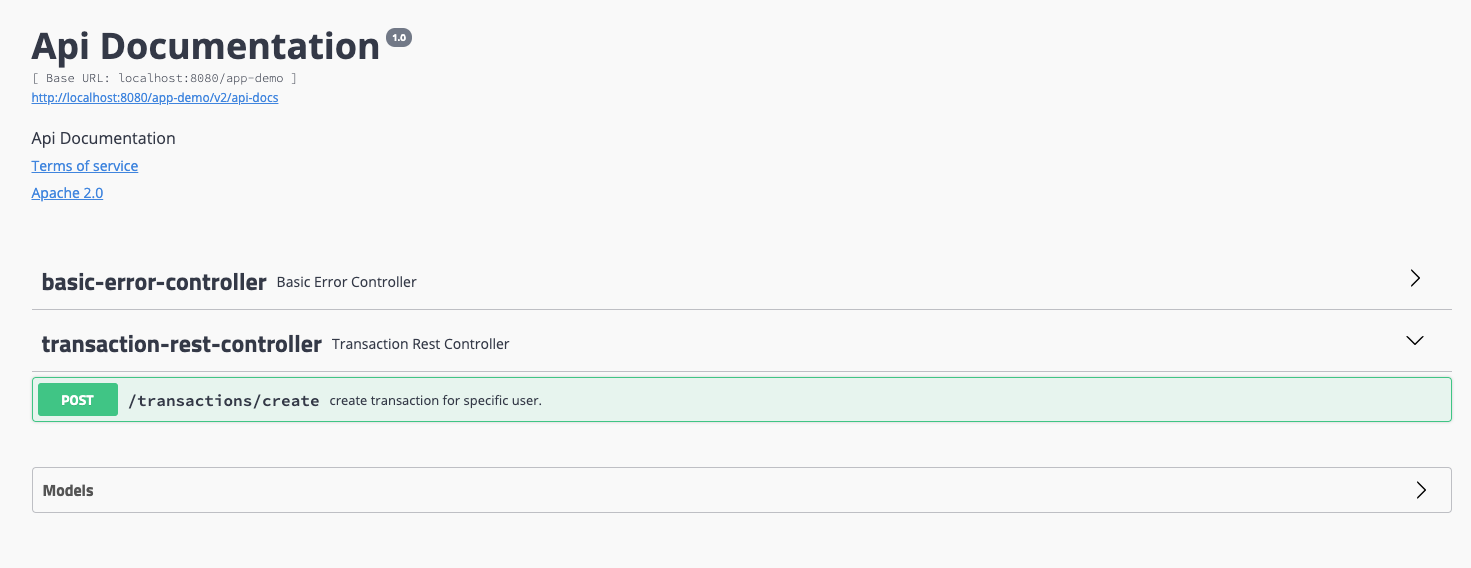 Api Documentation 1.0
[ Base URL: localhost:8080/app-demo ]
http://localhost:8080/app-demo/v2/api-docs
Api Documentation
Terms of service
Apache 2.0
basic-error-controller Basic Error Controller
transaction-rest-controller Transaction Rest Controller
POST /transactions/create create transaction for specific user.
Models